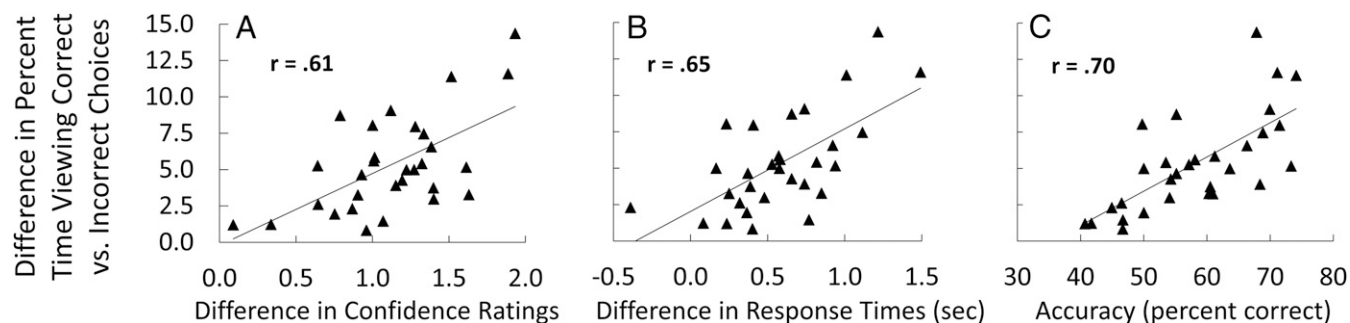 Difference in Percent
Time Viewing Correct
vs. Incorrect Choices
15.0
12.5
10.0
7.5
5.0
2.5
0.0
A
r = .61
0.0 0.5 1.0 1.5 2.0
Difference in Confidence Ratings
B
r = .65
-0.5 0.0 0.5 1.0 1.5
Difference in Response Times (sec)
C
r = .70
30 40 50 60 70 80
Accuracy (percent correct)